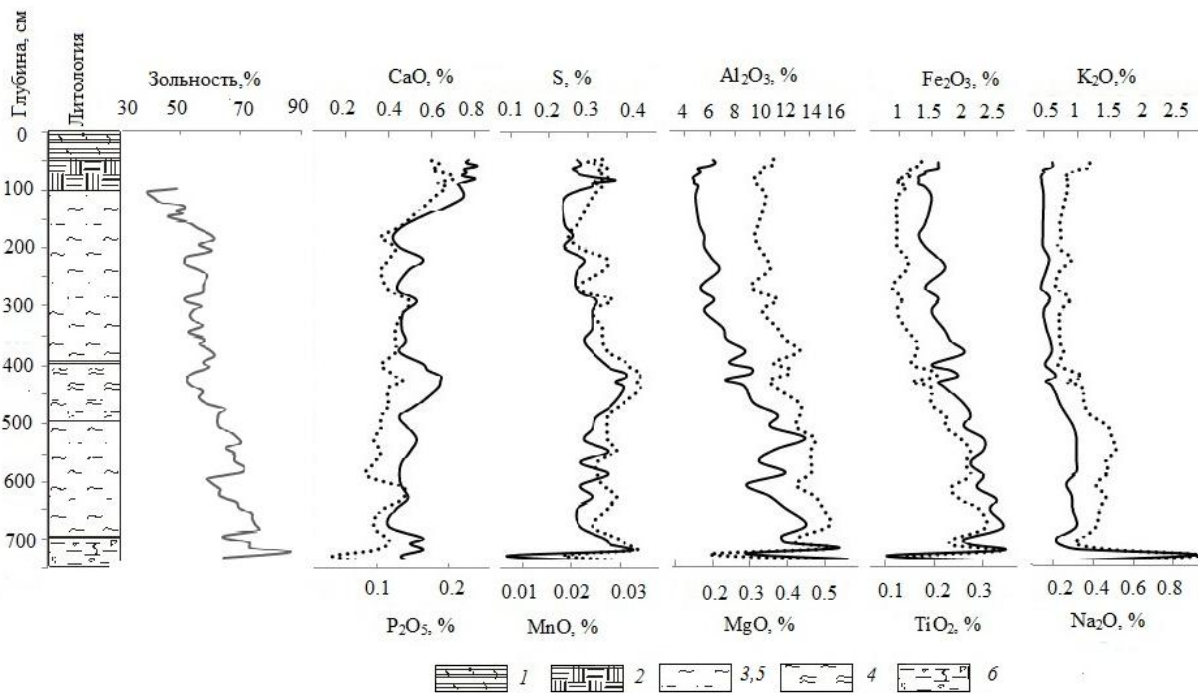 Глубина, см
Литология
Зольность,%
CaO, %
S, %
Al₂O₃, %
Fe₂O₃, %
K₂O,%
30 50 70 90
0.2 0.4 0.6 0.8
0.1 0.3 0.4
4 6 8 10 12 14 16
1 1.5 2 2.5
0.5 1 1.5 2 2.5
0
100
200
300
400
500
600
700
0.1 0.2
0.01 0.02 0.03
0.2 0.3 0.4 0.5
0.1 0.2 0.3
0.2 0.4 0.6 0.8
P₂O₅, %
MnO, %
MgO, %
TiO₂, %
Na₂O, %
1 2 3,5 4 6